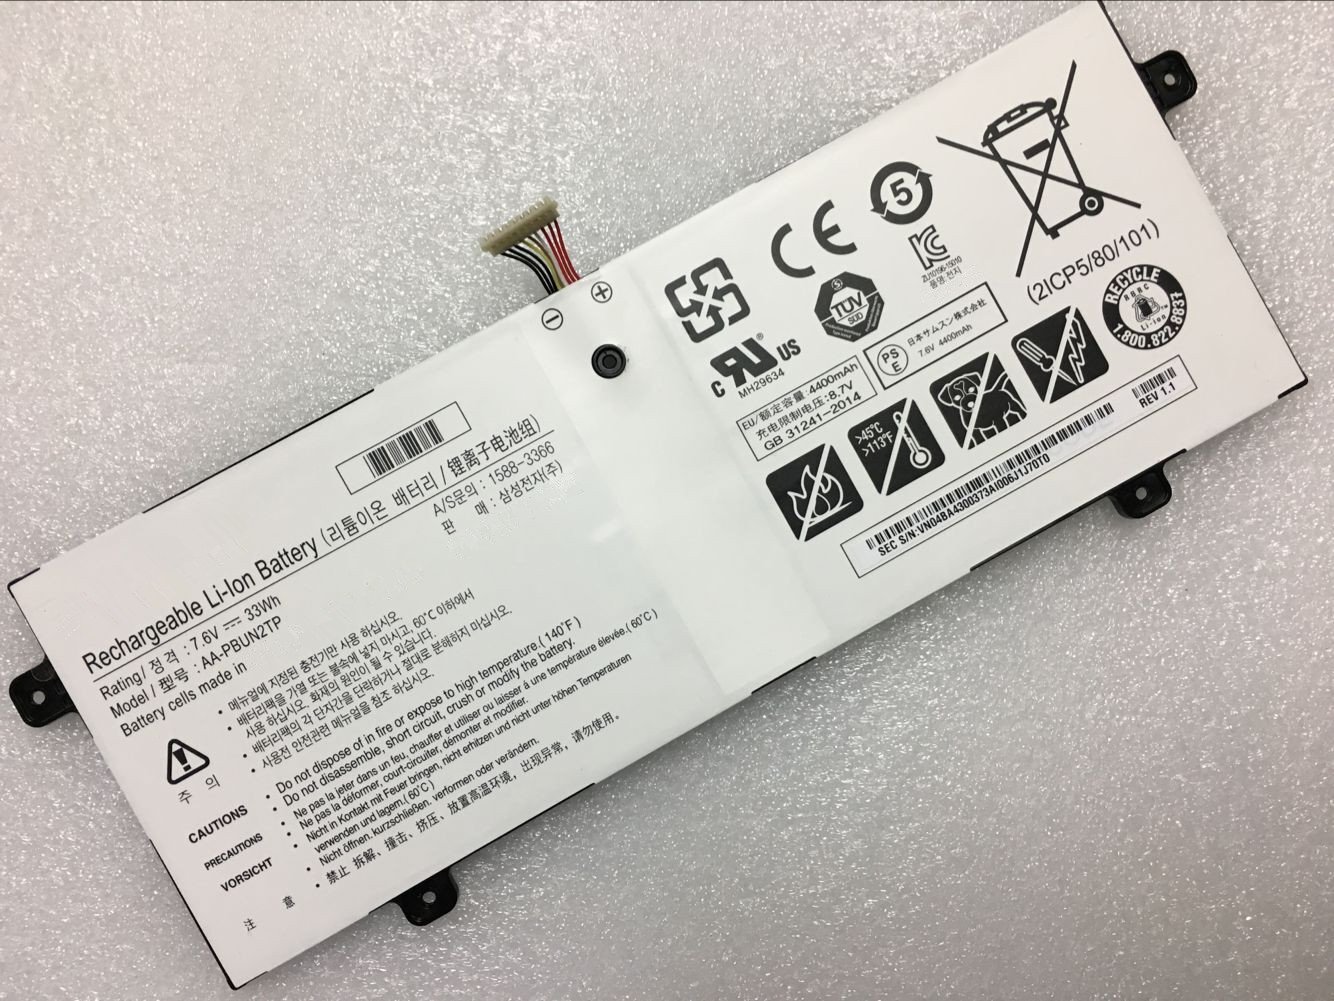 Rechargeable Li-Ion Battery (리튬이온 배터리 / 锂离子电池组)
Rating / 정격 : 7.6V ⎓ 33Wh
A/S문의 : 1588-3366
Model / 型号 : AA-PBUN2TP
판 매 : 삼성전자(주)
Battery cells made in
주 의
• 메뉴얼에 지정된 충전기만 사용 하십시오.
• 배터리팩을 가열 또는 불속에 넣지 마시고, 60°C 이하에서
사용 하십시오. 화재의 원인이 될 수 있습니다.
• 배터리팩의 각 단자간을 단락하거나 절대로 분해하지 마십시오.
• 사용전 안전관련 메뉴얼을 참조 하십시오.
CAUTIONS
• Do not dispose of in fire or expose to high temperature.(140°F)
• Do not disassemble, short circuit, crush or modify the battery.
PRECAUTIONS
• Ne pas la jeter dans un feu, chauffer et utiliser ou laisser à une température élevée.(60°C)
• Ne pas la déformer, court-circuiter, démonter et modifier.
VORSICHT
• Nicht in Kontakt mit Feuer bringen, nicht erhitzen und nicht unter höhen Temperaturen
verwenden und lagern.(60°C)
• Nicht öffnen, kurzschließen, verformen oder verändern.
注 意
• 禁止 拆解、撞击、挤压、放置高温环境，出现异常，请勿使用。
⊖ ⊕
CE
5
ZU10196-15010
품명: 전지
(2ICP5/80/101)
TÜV
SÜD
RECYCLE
RBRC
Li-Ion
1.800.822.8837
c RU US
®
MH29634
PS
E
日本サムスン株式会社
7.6V 4400mAh
EU/额定容量:4400mAh
充电限制电压:8.7V
GB 31241-2014
>45°C
>113°F
SEC S/N:VN04BA4300373AI006J1J70T0
REV 1.1